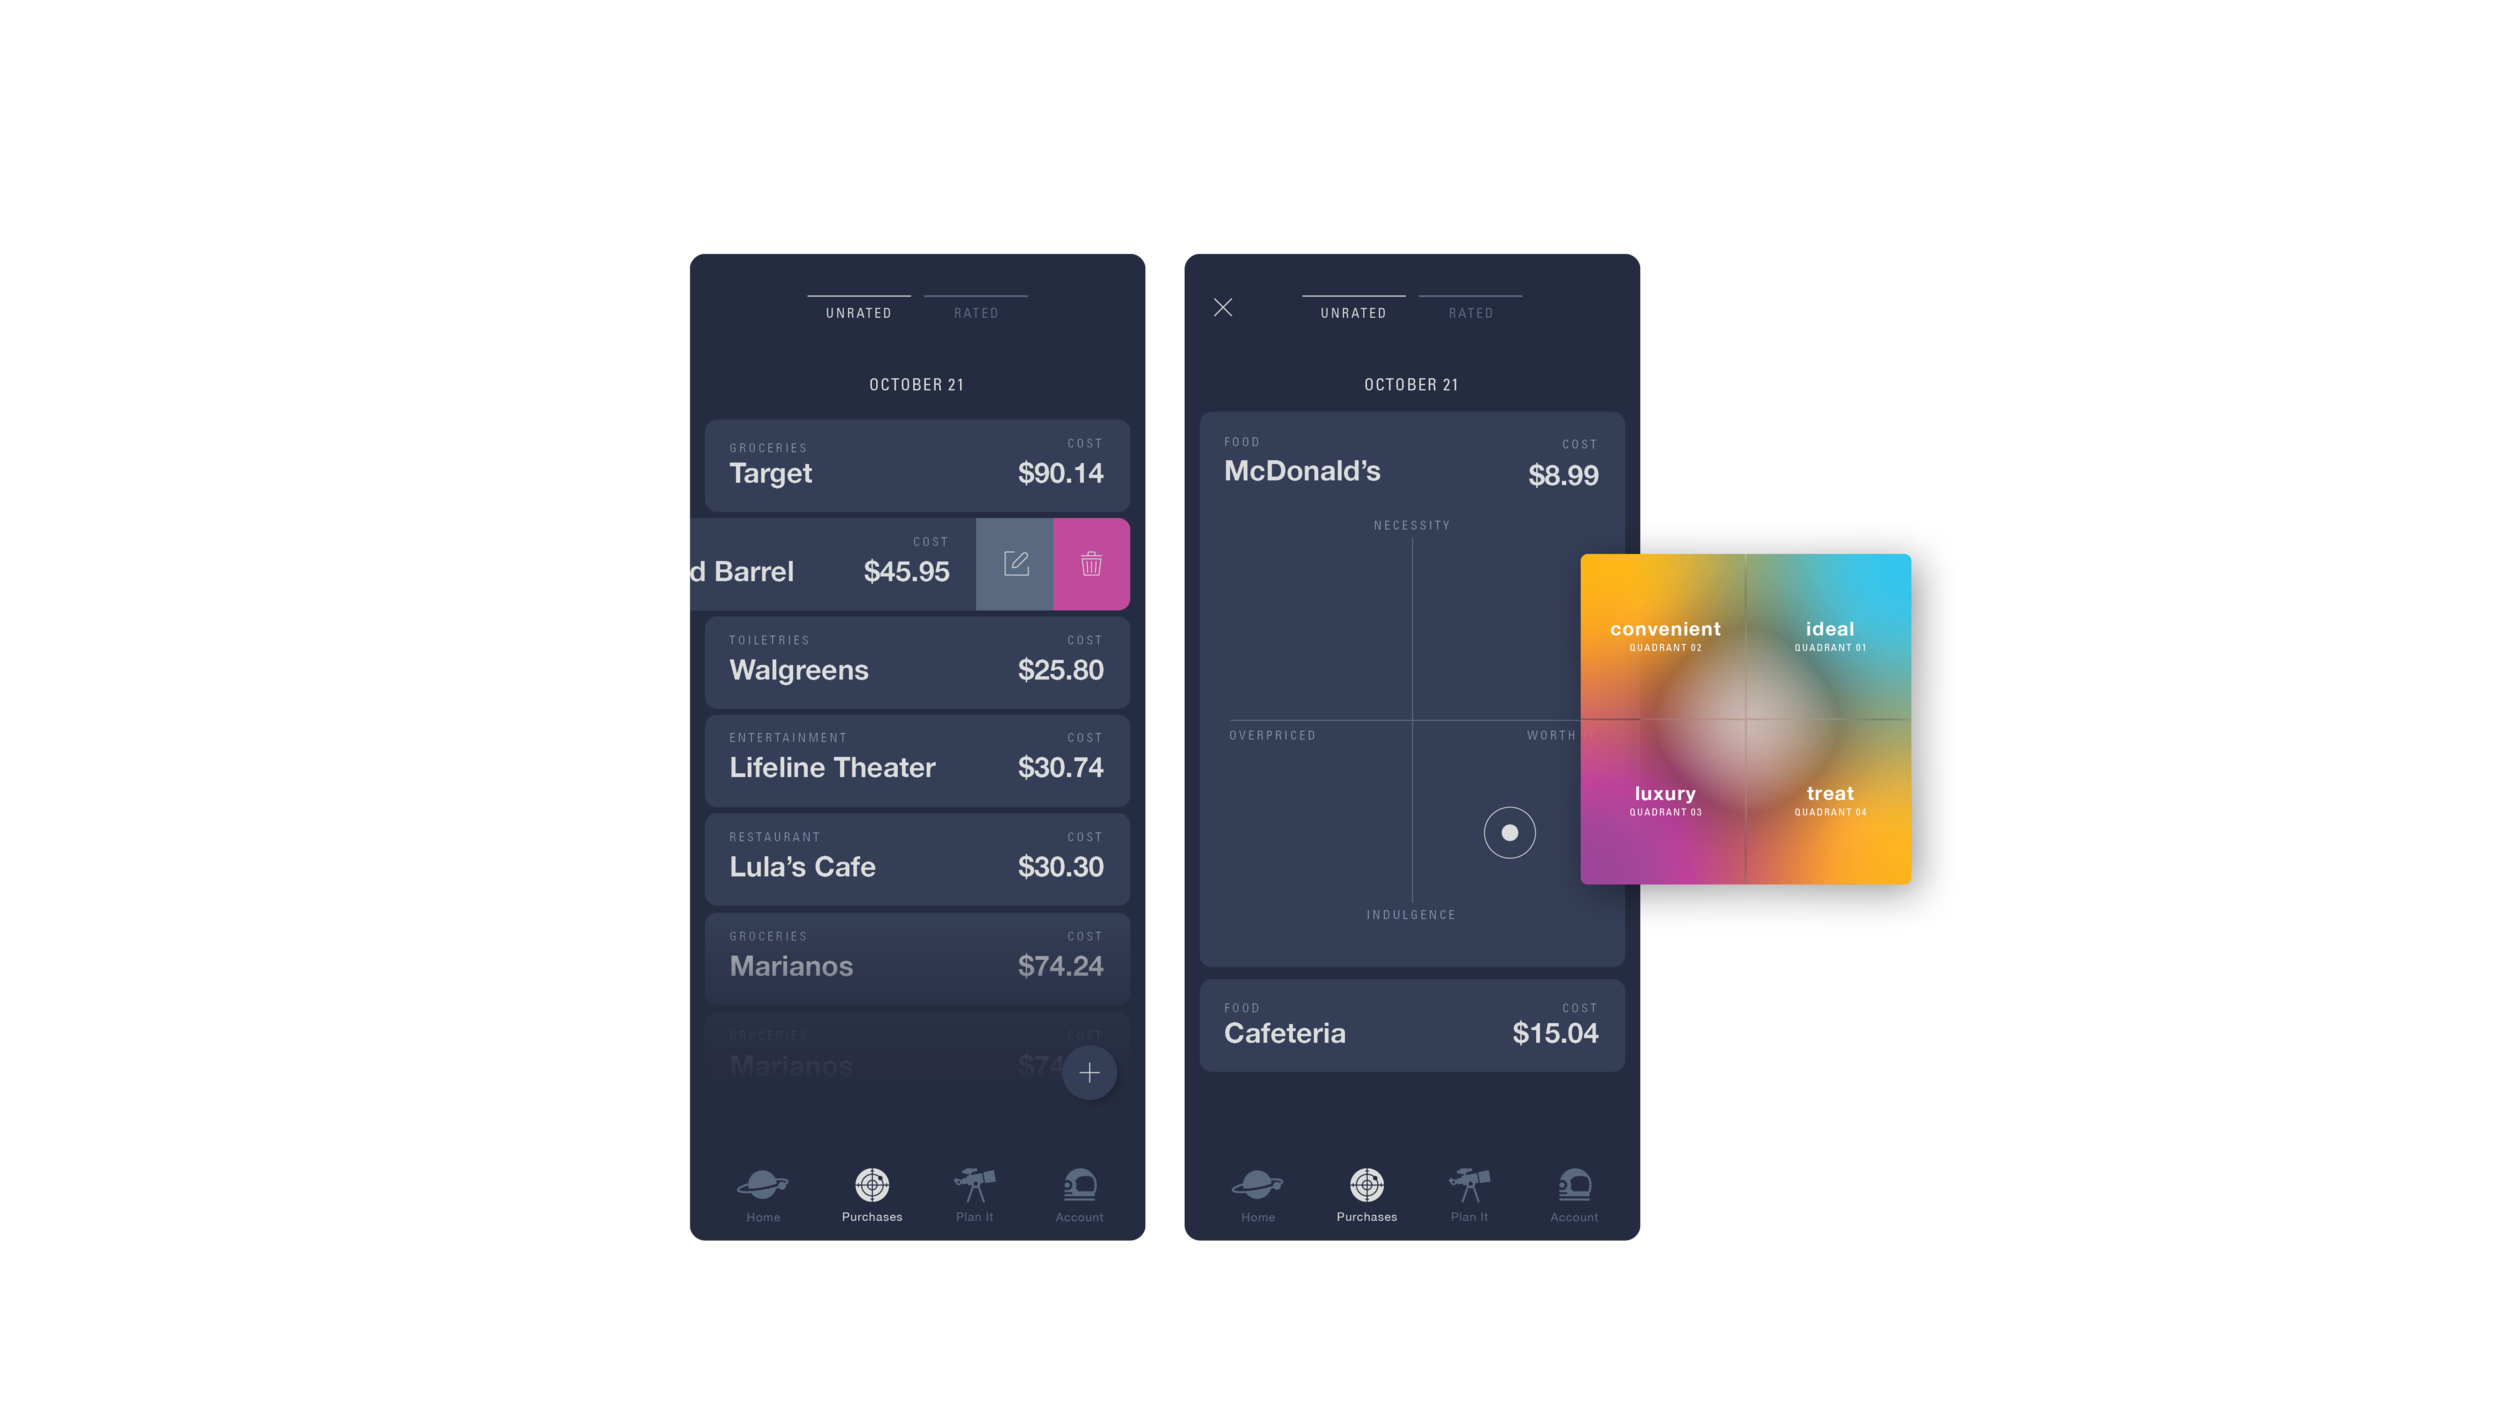 UNRATED RATED
OCTOBER 21
GROCERIES COST
Target $90.14
COST
d Barrel $45.95
TOILETRIES COST
Walgreens $25.80
ENTERTAINMENT COST
Lifeline Theater $30.74
RESTAURANT COST
Lula’s Cafe $30.30
GROCERIES COST
Marianos $74.24
GROCERIES COST
Marianos $74
Home Purchases Plan It Account
UNRATED RATED
OCTOBER 21
FOOD COST
McDonald’s $8.99
NECESSITY
OVERPRICED WORTH
INDULGENCE
FOOD COST
Cafeteria $15.04
Home Purchases Plan It Account
convenient ideal
QUADRANT 02 QUADRANT 01
luxury treat
QUADRANT 03 QUADRANT 04